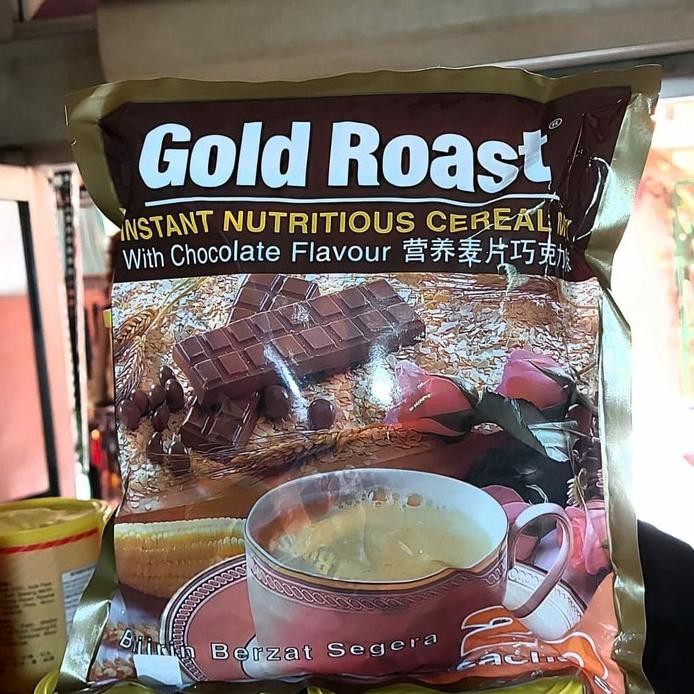 Gold Roast®
INSTANT NUTRITIOUS CEREAL
With Chocolate Flavour 营养麦片巧克力
Berzat Segera